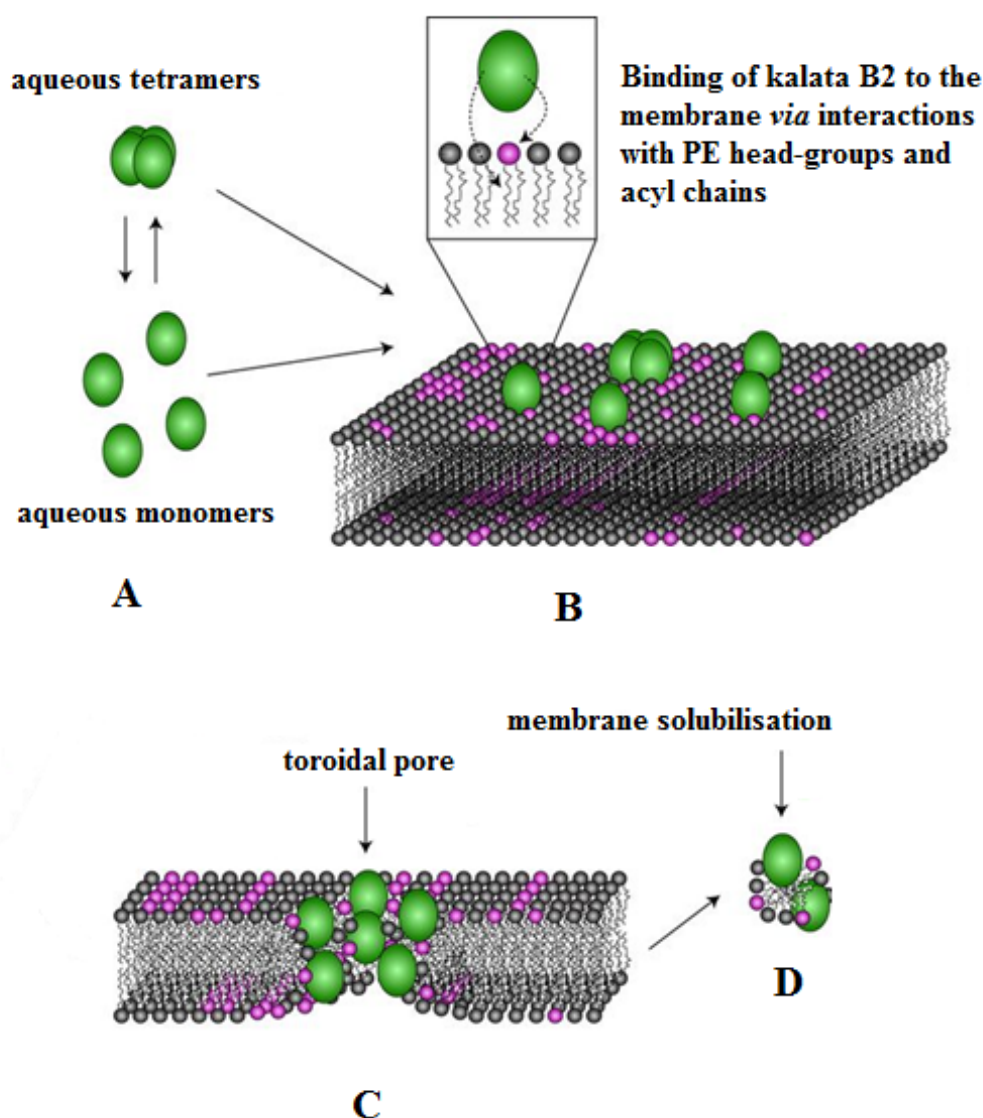 aqueous tetramers
Binding of kalata B2 to the
membrane via interactions
with PE head-groups and
acyl chains
aqueous monomers
A
B
membrane solubilisation
toroidal pore
D
C